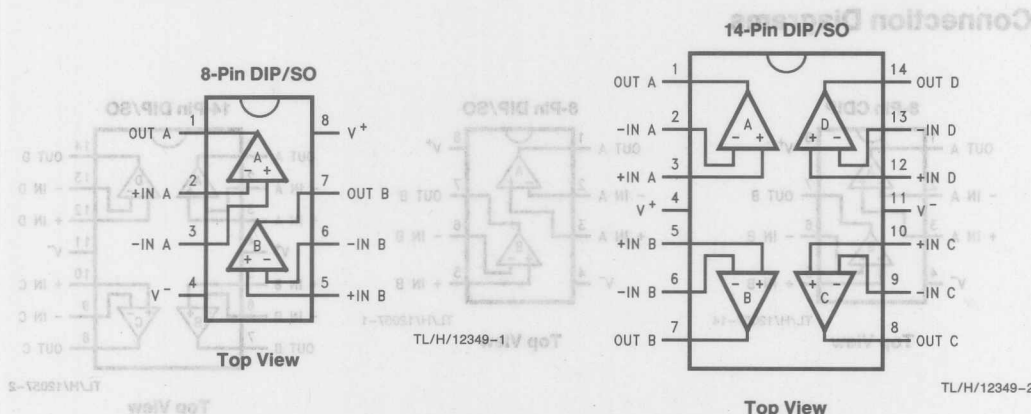 8-Pin DIP/SO
OUT A 1
8 V+
A
- +
+IN A 2
7 OUT B
-IN A 3
6 -IN B
B
+ -
V- 4
5 +IN B
TL/H/12349-1
Top View
14-Pin DIP/SO
OUT A 1
14 OUT D
-IN A 2
13 -IN D
A
- +
D
+ -
+IN A 3
12 +IN D
V+ 4
11 V-
+IN B 5
10 +IN C
-IN B 6
9 -IN C
- +
B
+ -
C
OUT B 7
8 OUT C
TL/H/12349-2
Top View